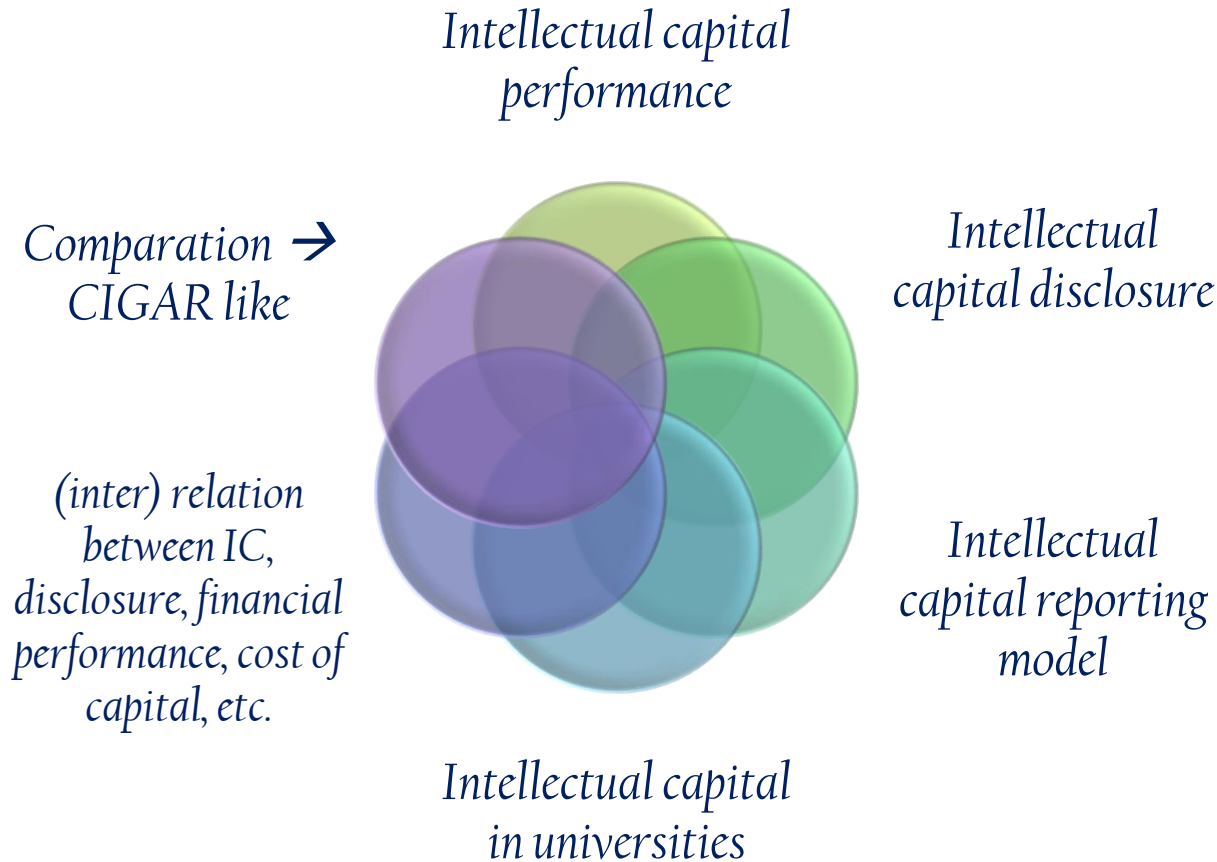 Intellectual capital
performance
Intellectual
capital disclosure
Intellectual
capital reporting
model
Intellectual capital
in universities
(inter) relation
between IC,
disclosure, financial
performance, cost of
capital, etc.
Comparation →
CIGAR like